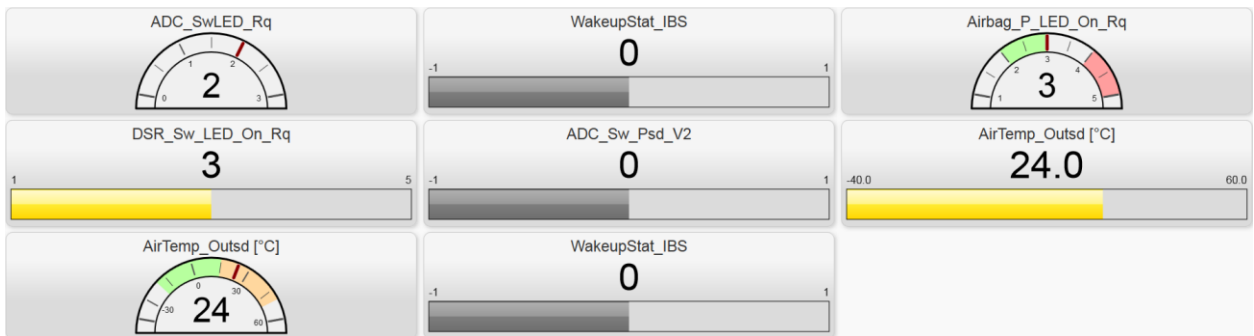 ADC_SwLED_Rq
0 1 2 3
2
WakeupStat_IBS
0
-1 1
Airbag_P_LED_On_Rq
1 2 3 4 5
3
DSR_Sw_LED_On_Rq
3
1 5
ADC_Sw_Psd_V2
0
-1 1
AirTemp_Outsd [°C]
24.0
-40.0 60.0
AirTemp_Outsd [°C]
-30 0 30 60
24
WakeupStat_IBS
0
-1 1